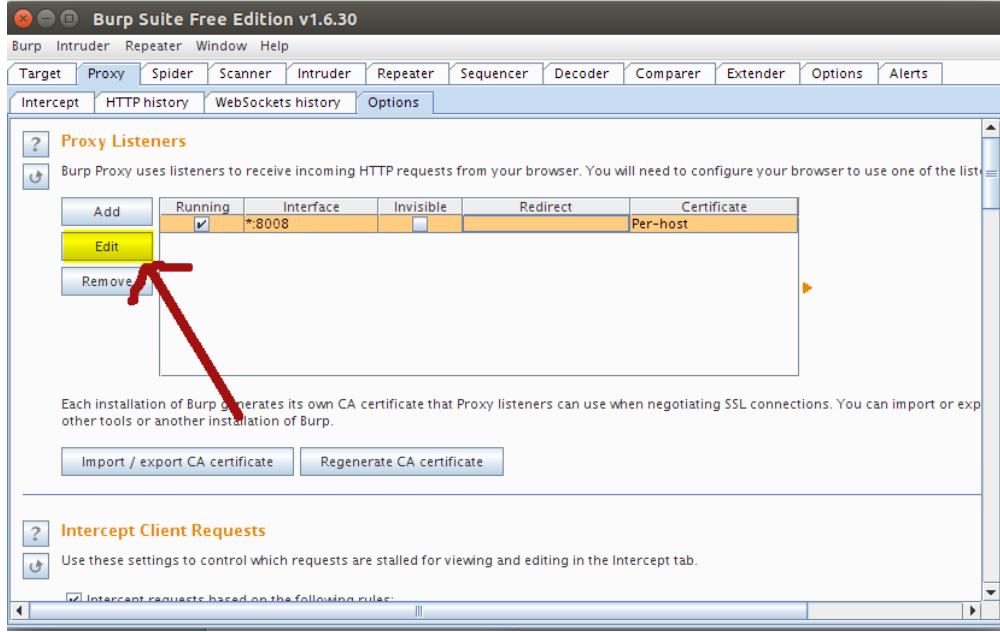 Burp Suite Free Edition v1.6.30
Burp Intruder Repeater Window Help
Target Proxy Spider Scanner Intruder Repeater Sequencer Decoder Comparer Extender Options Alerts
Intercept HTTP history WebSockets history Options
? Proxy Listeners
Burp Proxy uses listeners to receive incoming HTTP requests from your browser. You will need to configure your browser to use one of the
Add Running Interface Invisible Redirect Certificate
*:8008 Per-host
Edit
Remove
Each installation of Burp generates its own CA certificate that Proxy listeners can use when negotiating SSL connections. You can import or exp
other tools or another installation of Burp.
Import / export CA certificate Regenerate CA certificate
? Intercept Client Requests
Use these settings to control which requests are stalled for viewing and editing in the Intercept tab.
Intercept requests based on the following rules: